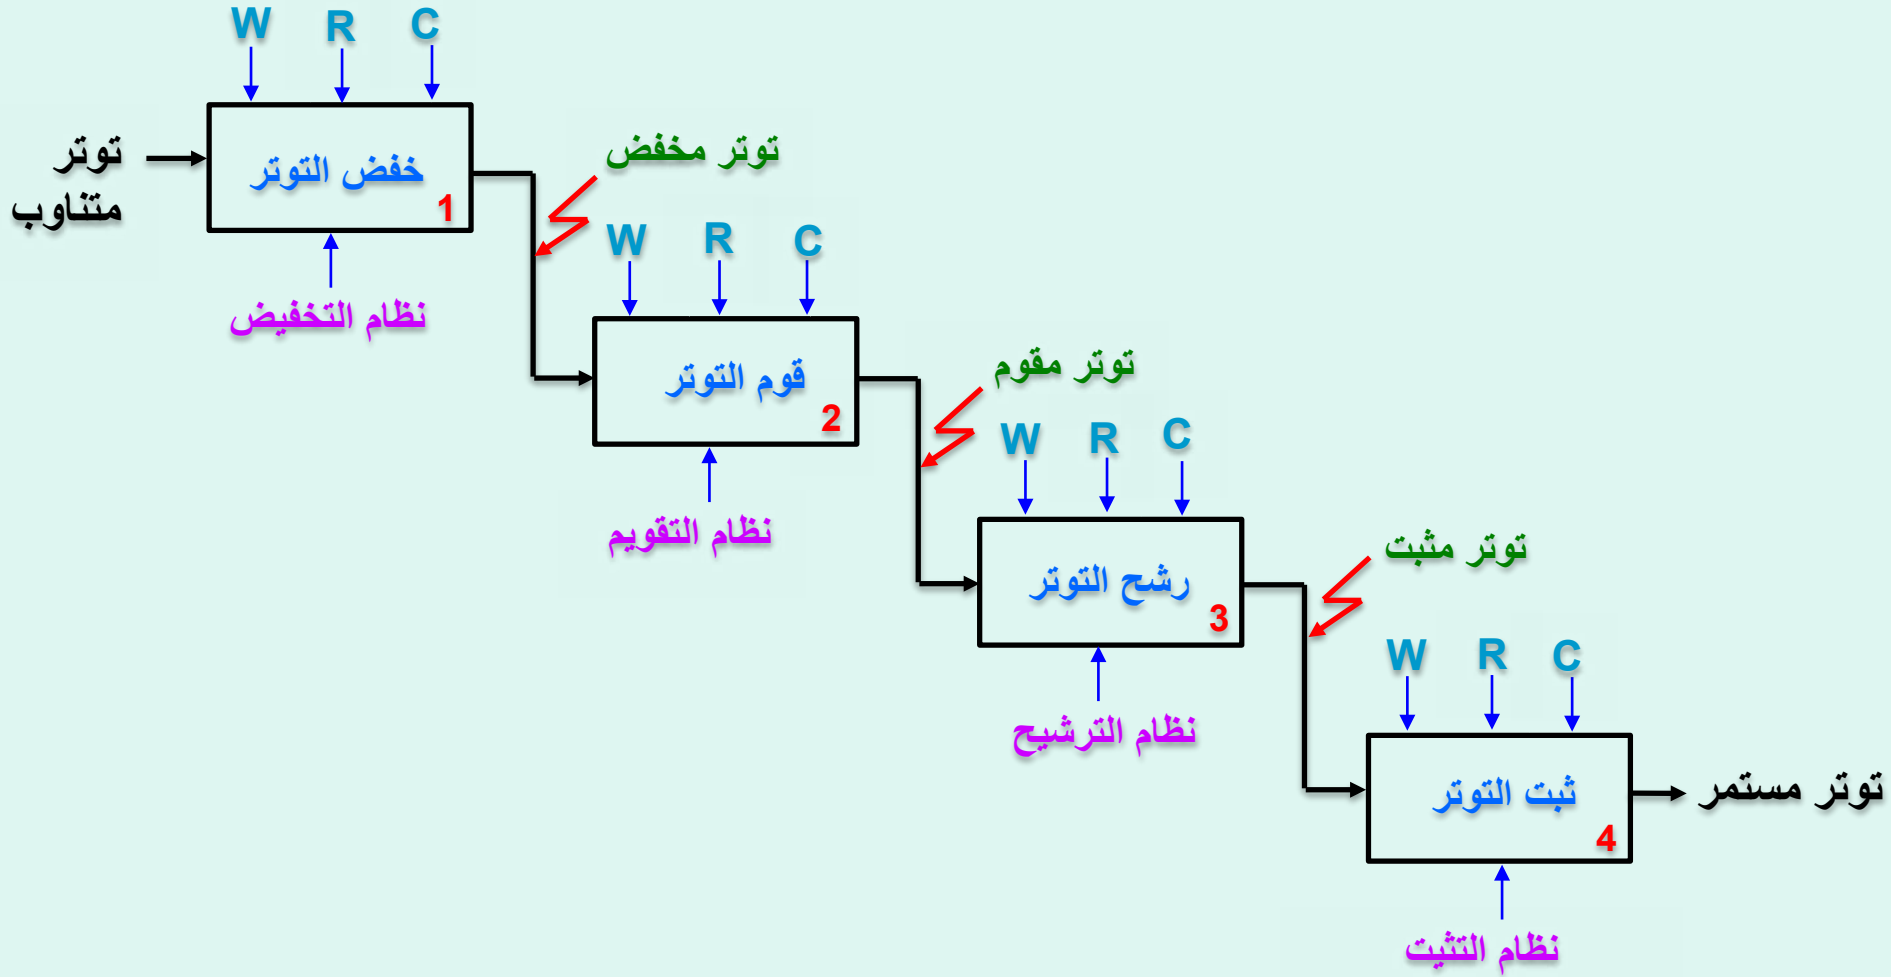 W R C
توتر
متناوب
خفض التوتر
1
نظام التخفيض
توتر مخفض
W R C
قوم التوتر
2
نظام التقويم
توتر مقوم
W R C
رشح التوتر
3
نظام الترشيح
توتر مثبت
W R C
ثبت التوتر
4
نظام التثيت
توتر مستمر